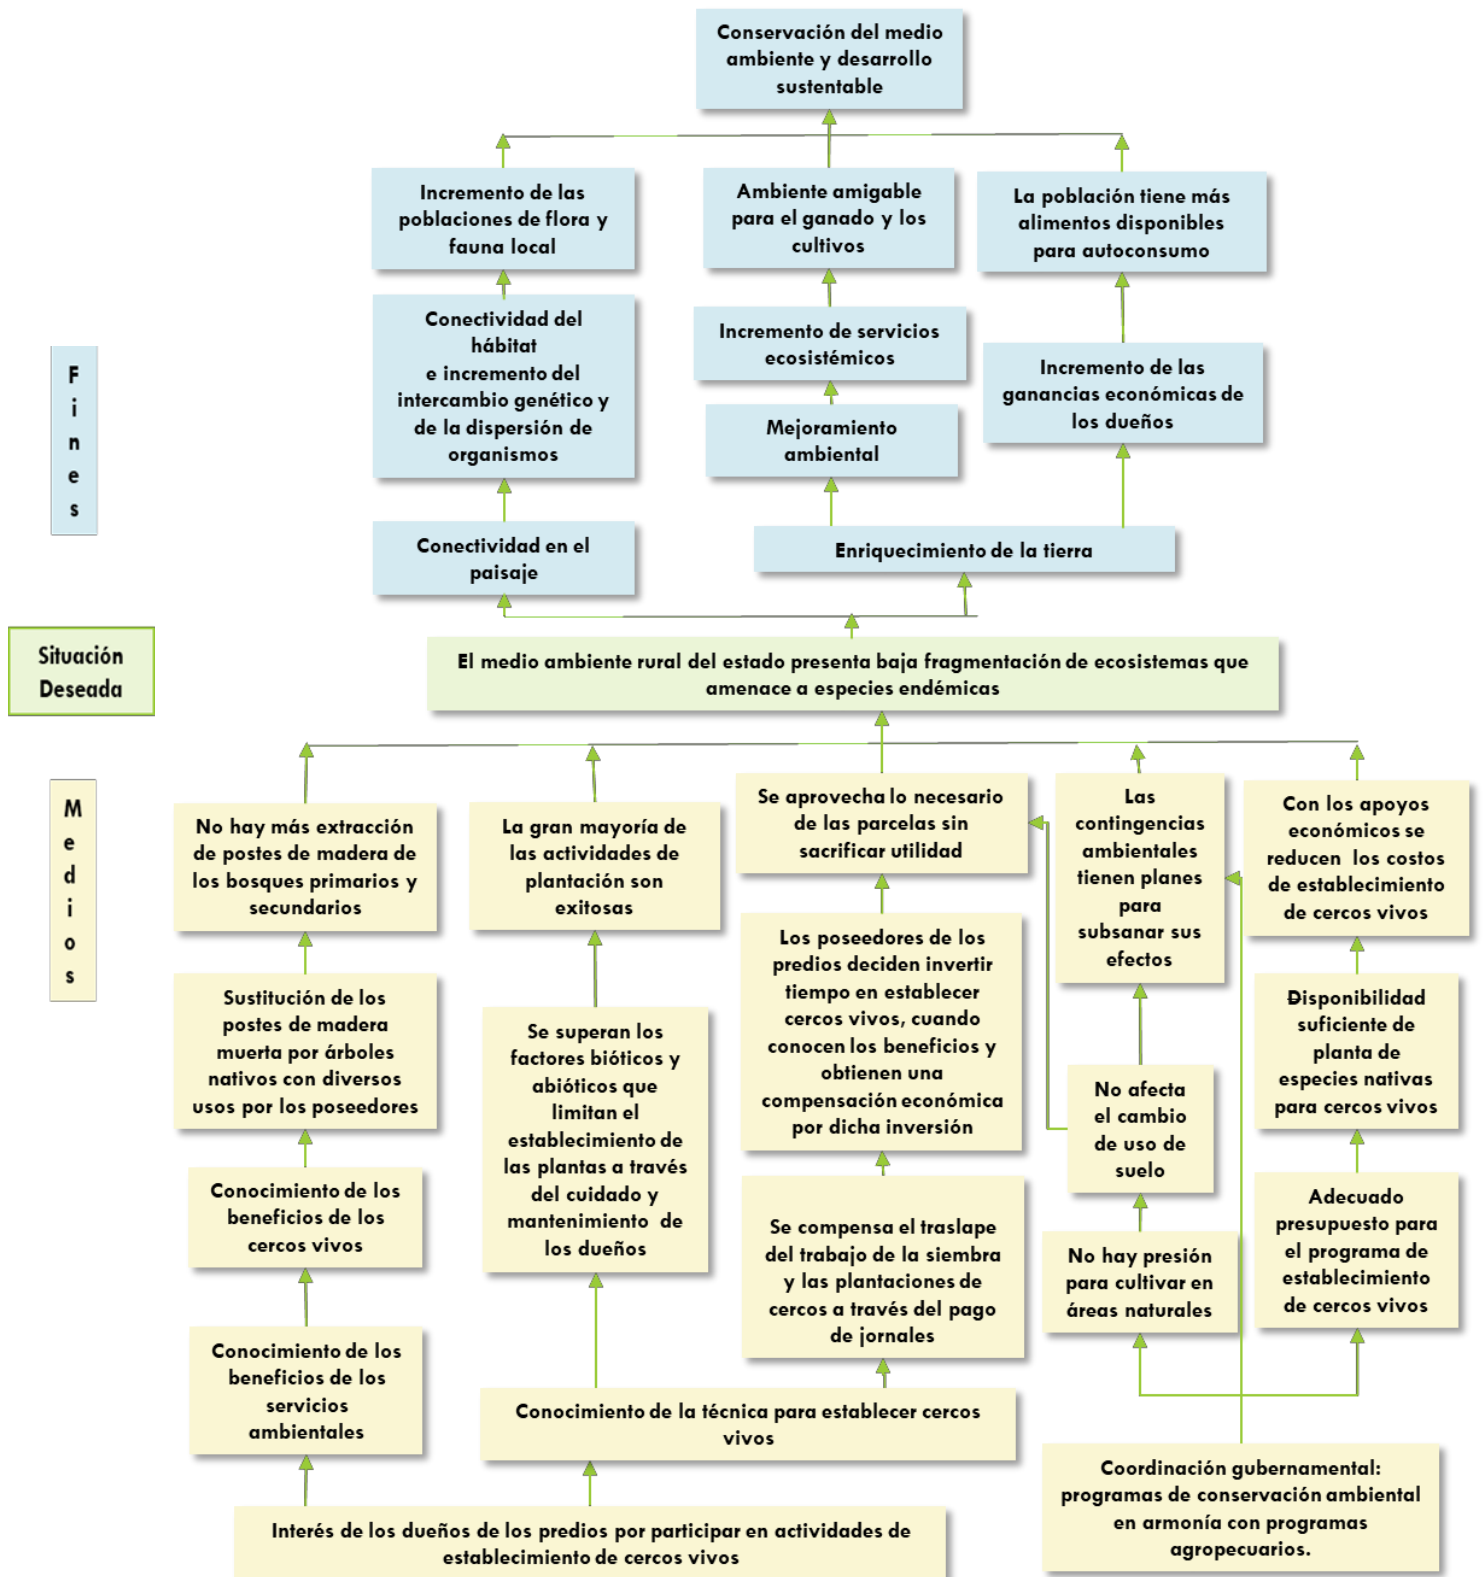 Conservación del medio
ambiente y desarrollo
sustentable
Incremento de las
poblaciones de flora y
fauna local
Ambiente amigable
para el ganado y los
cultivos
La población tiene más
alimentos disponibles
para autoconsumo
Conectividad del
hábitat
e incremento del
intercambio genético y
de la dispersión de
organismos
Incremento de servicios
ecosistémicos
Incremento de las
ganancias económicas de
los dueños
Mejoramiento
ambiental
F
i
n
e
s
Conectividad en el
paisaje
Enriquecimiento de la tierra
Situación
Deseada
El medio ambiente rural del estado presenta baja fragmentación de ecosistemas que
amenace a especies endémicas
M
e
d
i
o
s
No hay más extracción
de postes de madera de
los bosques primarios y
secundarios
La gran mayoría de
las actividades de
plantación son
exitosas
Se aprovecha lo necesario
de las parcelas sin
sacrificar utilidad
Las
contingencias
ambientales
tienen planes
para
subsanar sus
efectos
Con los apoyos
económicos se
reducen los costos
de establecimiento
de cercos vivos
Sustitución de los
postes de madera
muerta por árboles
nativos con diversos
usos por los poseedores
Se superan los
factores bióticos y
abióticos que
limitan el
establecimiento de
las plantas a través
del cuidado y
mantenimiento de
los dueños
Los poseedores de los
predios deciden invertir
tiempo en establecer
cercos vivos, cuando
conocen los beneficios y
obtienen una
compensación económica
por dicha inversión
No afecta
el cambio
de uso de
suelo
Disponibilidad
suficiente de
planta de
especies nativas
para cercos vivos
Conocimiento de los
beneficios de los
cercos vivos
Se compensa el traslape
del trabajo de la siembra
y las plantaciones de
cercos a través del pago
de jornales
No hay presión
para cultivar en
áreas naturales
Adecuado
presupuesto para
el programa de
establecimiento
de cercos vivos
Conocimiento de los
beneficios de los
servicios
ambientales
Conocimiento de la técnica para establecer cercos
vivos
Interés de los dueños de los predios por participar en actividades de
establecimiento de cercos vivos
Coordinación gubernamental:
programas de conservación ambiental
en armonía con programas
agropecuarios.